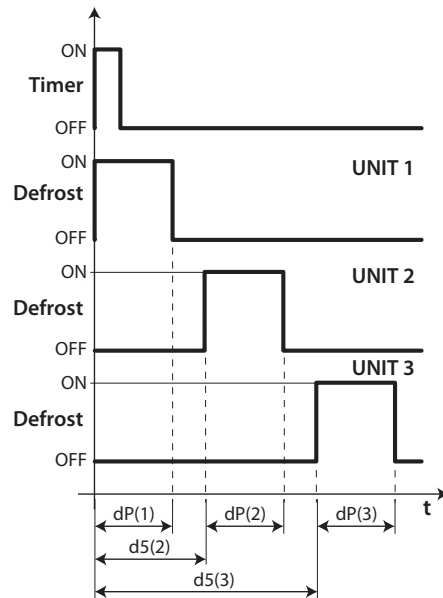 ON
Timer
OFF
ON
UNIT 1
Defrost
OFF
ON
UNIT 2
Defrost
OFF
UNIT 3
ON
Defrost
OFF
t
dP(1) dP(2) dP(3)
d5(2)
d5(3)